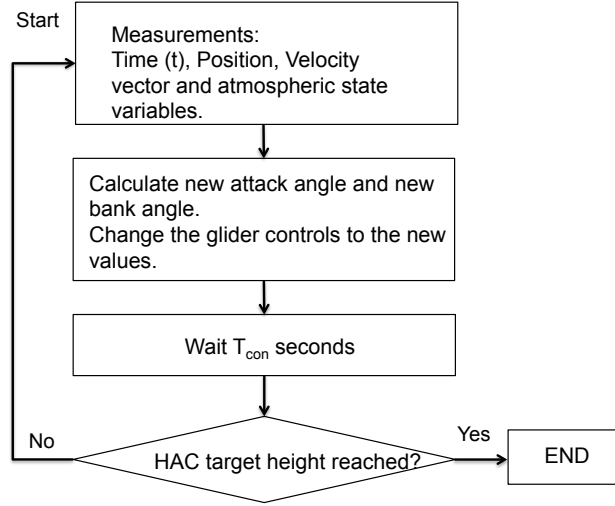 Start
Measurements:
Time (t), Position, Velocity
vector and atmospheric state
variables.
Calculate new attack angle and new
bank angle.
Change the glider controls to the new
values.
Wait Tcon seconds
HAC target height reached?
No
Yes
END